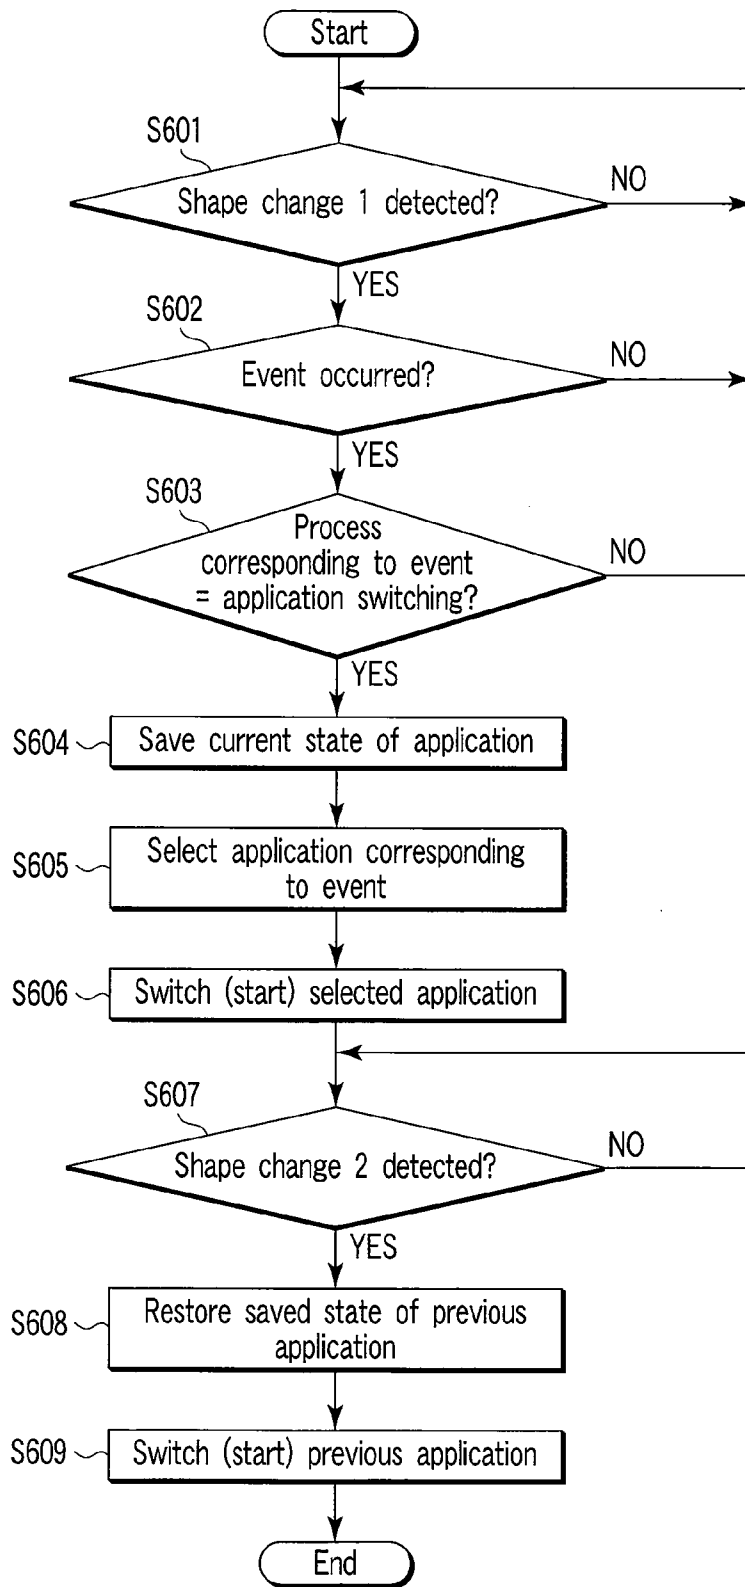 Start
S601
Shape change 1 detected?
NO
YES
S602
Event occurred?
NO
YES
S603
Process
corresponding to event
= application switching?
NO
YES
S604
Save current state of application
S605
Select application corresponding
to event
S606
Switch (start) selected application
S607
Shape change 2 detected?
NO
YES
S608
Restore saved state of previous
application
S609
Switch (start) previous application
End